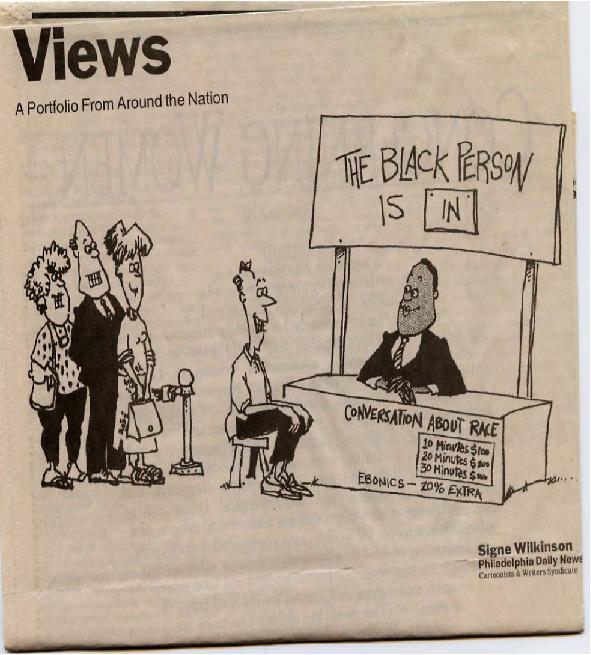 Views
A Portfolio From Around the Nation
THE BLACK PERSON
IS IN
CONVERSATION ABOUT RACE
10 Minutes $
20 Minutes $
30 Minutes $
EBONICS — 20% EXTRA
Signe Wilkinson
Philadelphia Daily News
Cartoonists & Writers Syndicate